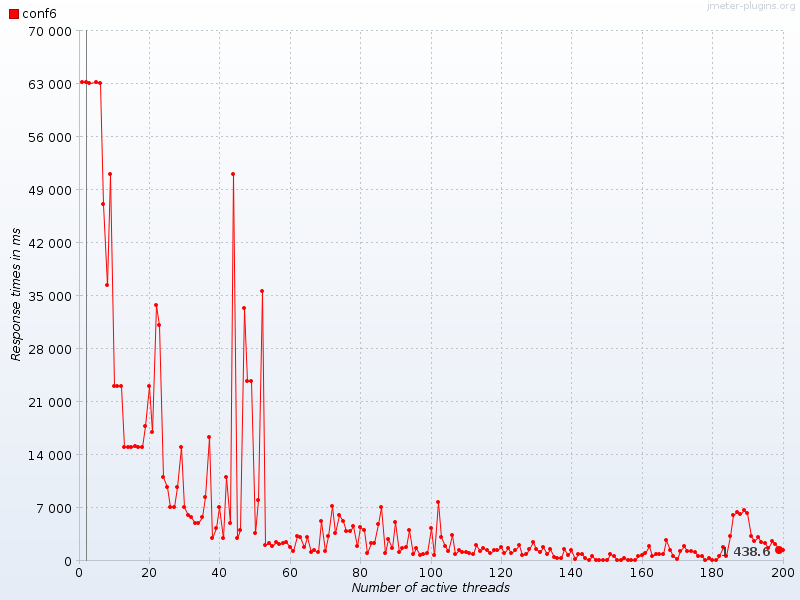 jmeter-plugins.org
conf6
70 000
63 000
56 000
49 000
42 000
35 000
28 000
21 000
14 000
7 000
0
Response times in ms
1 438.6
0 20 40 60 80 100 120 140 160 180 200
Number of active threads